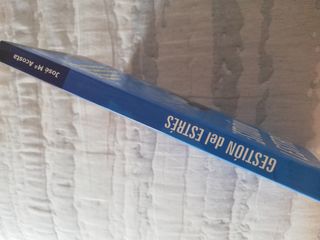 José Mª Acosta
GESTIÓN del ESTRÉS